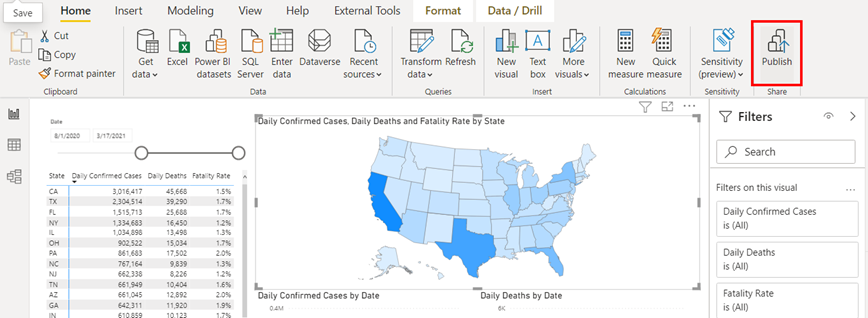 Save
Home Insert Modeling View Help External Tools Format Data / Drill
Paste
Cut
Copy
Format painter
Get data
Excel
Power BI datasets
SQL Server
Enter data
Dataverse
Recent sources
Transform data
Refresh
New visual
Text box
More visuals
New measure
Quick measure
Sensitivity (preview)
Publish
Clipboard Data Queries Insert Calculations Sensitivity Share
Date
8/1/2020 3/17/2021
State Daily Confirmed Cases Daily Deaths Fatality Rate
CA 3,016,417 45,668 1.5%
TX 2,304,514 39,290 1.7%
FL 1,515,713 25,688 1.7%
NY 1,334,683 16,450 1.2%
IL 1,034,898 13,498 1.3%
OH 902,522 15,034 1.7%
PA 861,683 17,502 2.0%
NC 767,164 9,839 1.3%
NJ 662,338 8,226 1.2%
TN 661,949 10,404 1.6%
AZ 661,045 12,892 2.0%
GA 642,311 11,920 1.9%
IN 610,859 10,123 1.7%
Daily Confirmed Cases, Daily Deaths and Fatality Rate by State
Daily Confirmed Cases by Date
0.4M
Daily Deaths by Date
6K
Filters
Search
Filters on this visual
Daily Confirmed Cases
is (All)
Daily Deaths
is (All)
Fatality Rate
is (All)